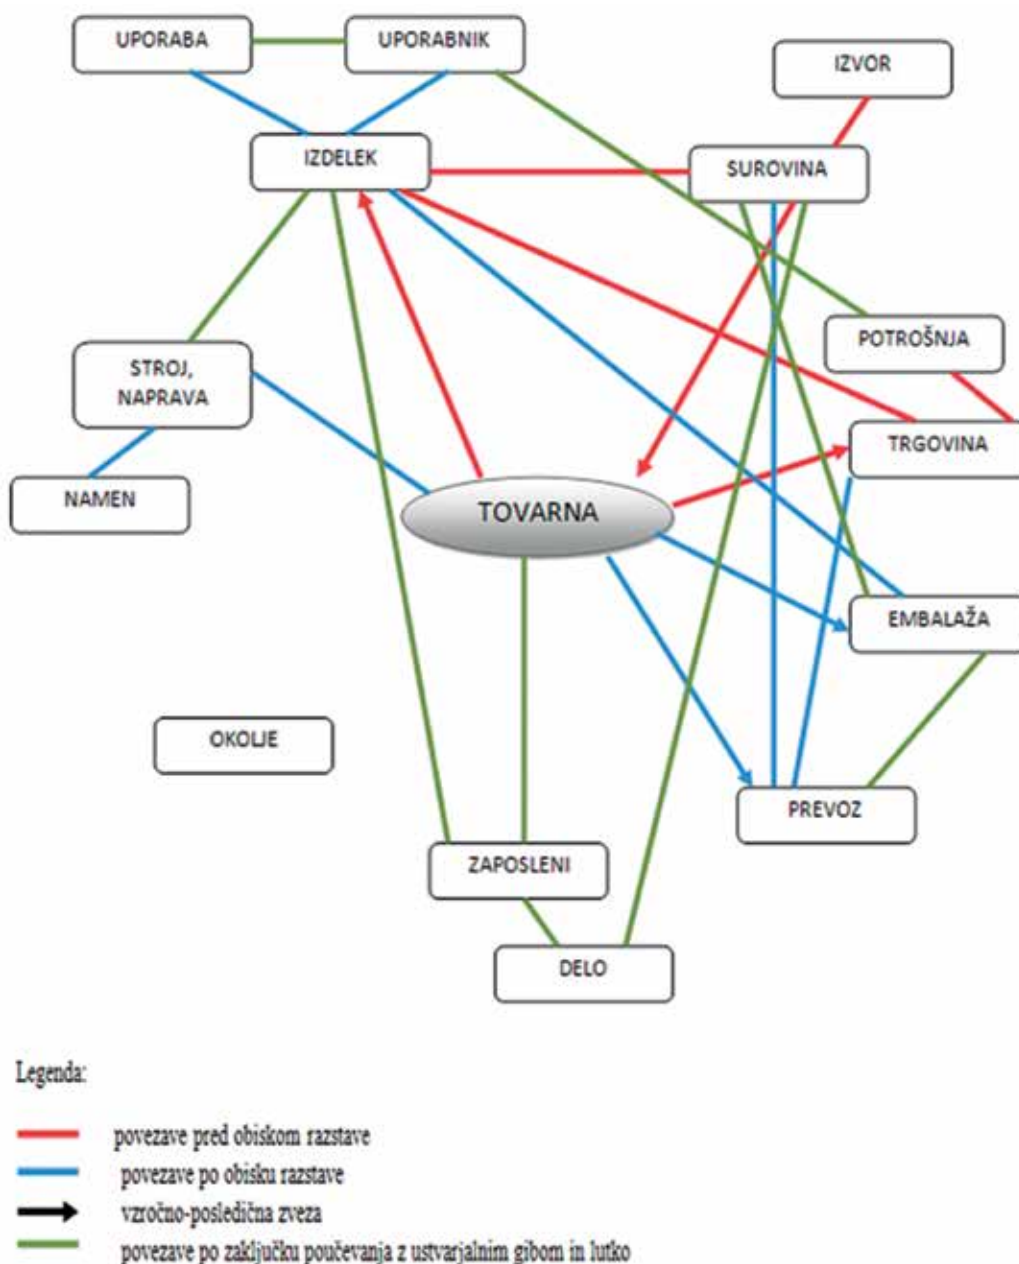 UPORABA
UPORABNIK
IZVOR
IZDELEK
SUROVINA
POTROŠNJA
STROJ,
NAPRAVA
TRGOVINA
NAMEN
TOVARNA
EMBALAŽA
OKOLJE
PREVOZ
ZAPOSLENI
DELO
Legenda:
povezave pred obiskom razstave
povezave po obisku razstave
vzročno-posledična zveza
povezave po zaključku poučevanja z ustvarjalnim gibom in lutko